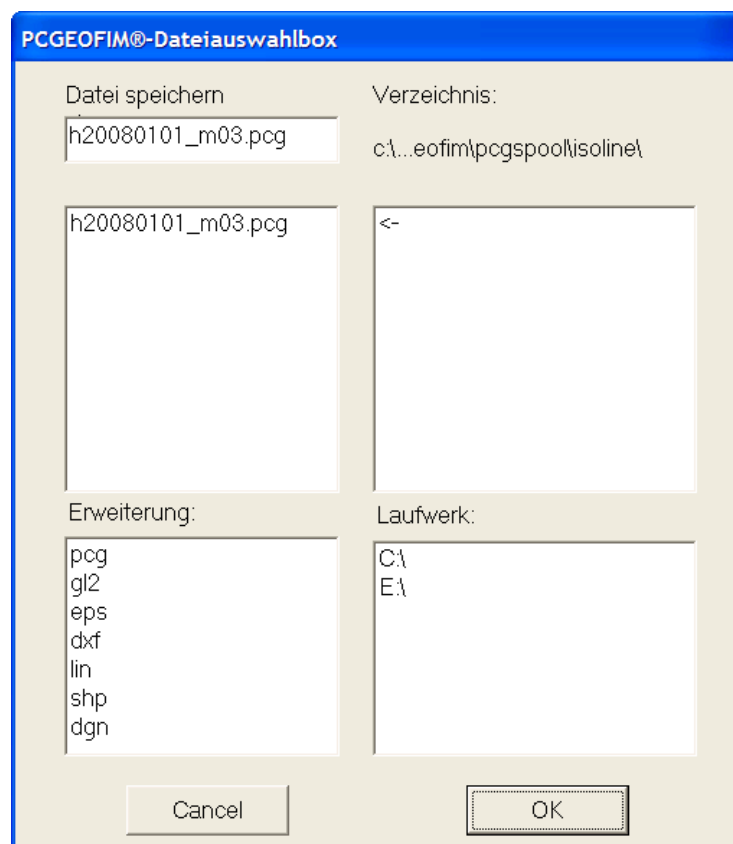 PCGEOFIM®-Dateiauswahlbox
Datei speichern
h20080101_m03.pcg
Verzeichnis:
c:\...eofim\pcgspool\isoline\
h20080101_m03.pcg
<-
Erweiterung:
pcg
gl2
eps
dxf
lin
shp
dgn
Laufwerk:
C:\
E:\
Cancel
OK